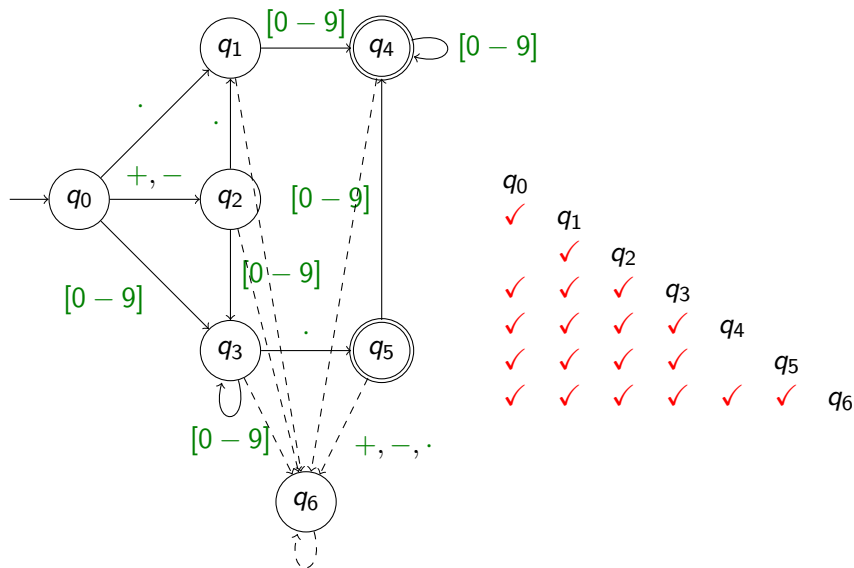 q1 [0 − 9] q4 [0 − 9]
· ·
q0 +, − q2 [0 − 9]
[0 − 9] [0 − 9]
q3 · q5
[0 − 9] +, −, ·
q6
q0
✓ q1
✓ q2
✓ ✓ ✓ q3
✓ ✓ ✓ ✓ q4
✓ ✓ ✓ ✓ q5
✓ ✓ ✓ ✓ ✓ ✓ q6